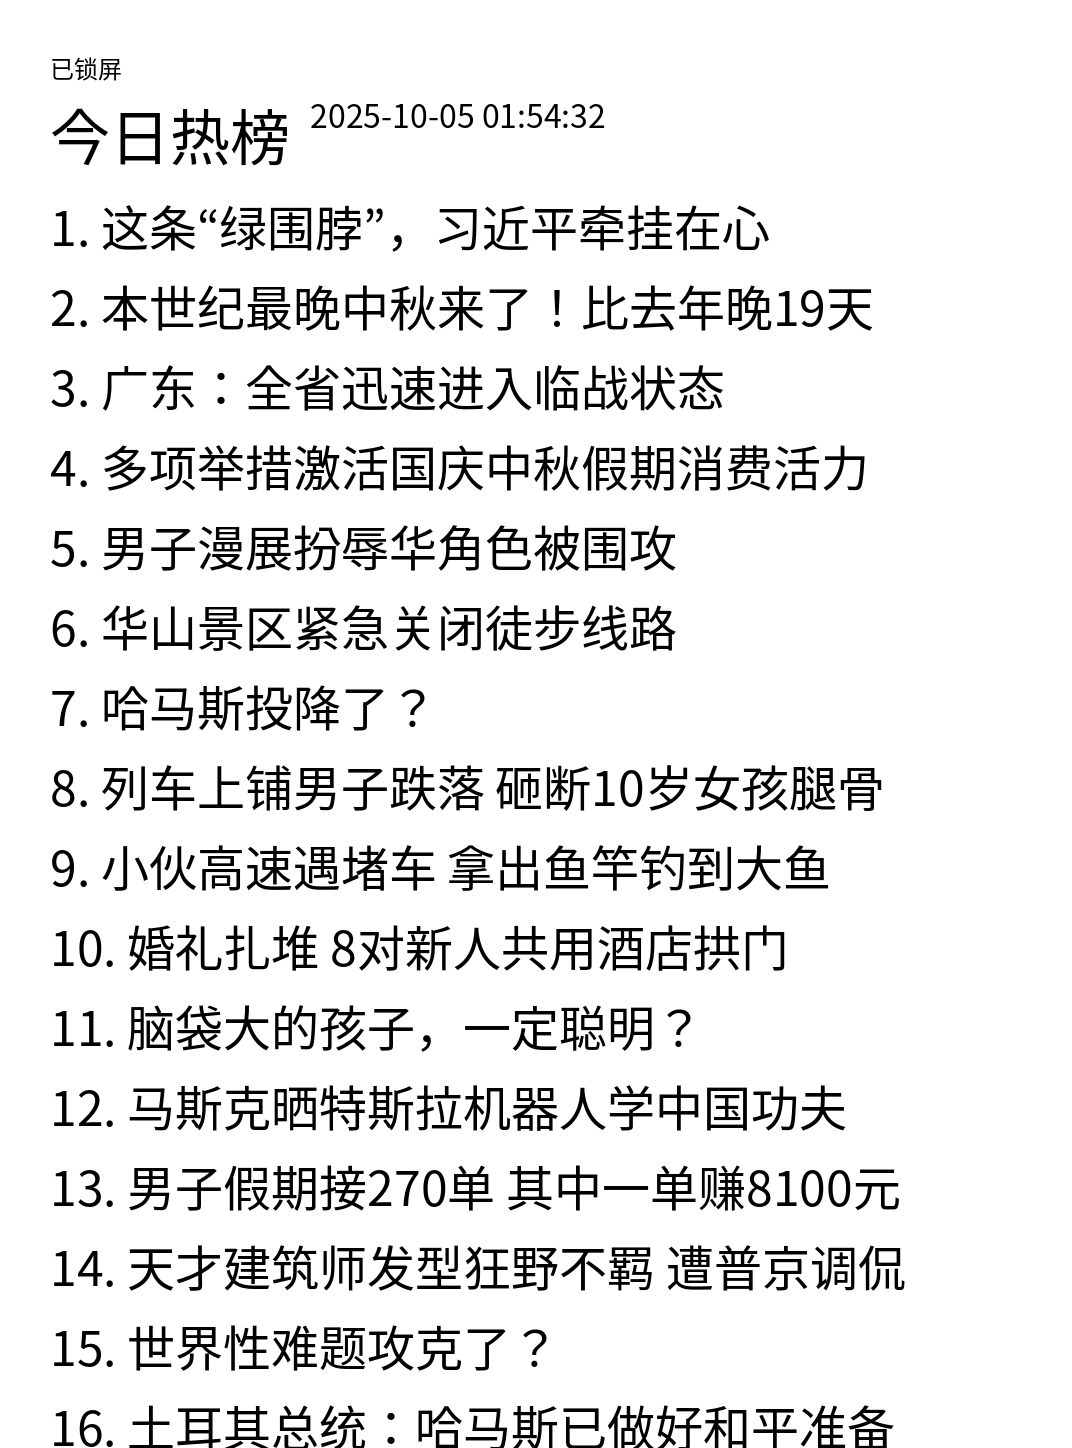 已锁屏
今日热榜 2025-10-05 01:54:32
1. 这条“绿围脖”，习近平牵挂在心
2. 本世纪最晚中秋来了！比去年晚19天
3. 广东：全省迅速进入临战状态
4. 多项举措激活国庆中秋假期消费活力
5. 男子漫展扮辱华角色被围攻
6. 华山景区紧急关闭徒步线路
7. 哈马斯投降了？
8. 列车上铺男子跌落 砸断10岁女孩腿骨
9. 小伙高速遇堵车 拿出鱼竿钓到大鱼
10. 婚礼扎堆 8对新人共用酒店拱门
11. 脑袋大的孩子，一定聪明？
12. 马斯克晒特斯拉机器人学中国功夫
13. 男子假期接270单 其中一单赚8100元
14. 天才建筑师发型狂野不羁 遭普京调侃
15. 世界性难题攻克了？
16. 土耳其总统：哈马斯已做好和平准备